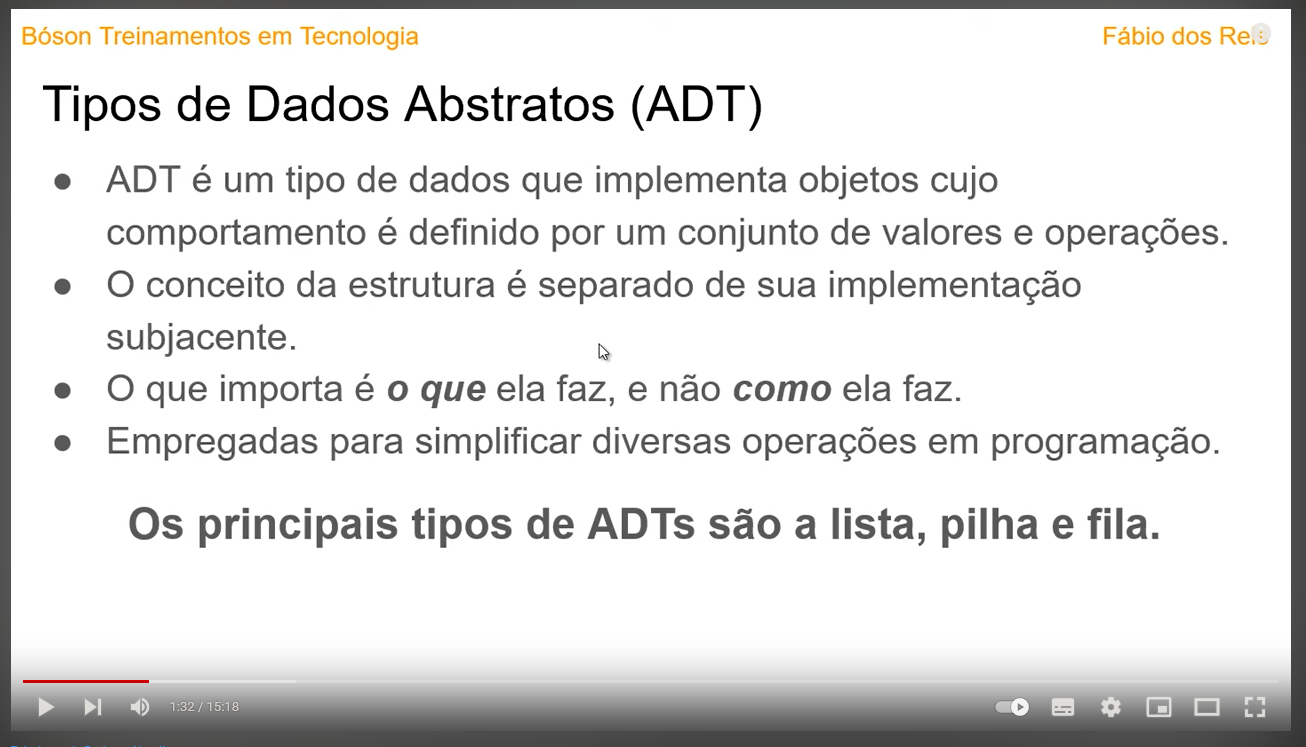 Bóson Treinamentos em Tecnologia
Fábio dos Reis
Tipos de Dados Abstratos (ADT)
● ADT é um tipo de dados que implementa objetos cujo
comportamento é definido por um conjunto de valores e operações.
● O conceito da estrutura é separado de sua implementação
subjacente.
● O que importa é o que ela faz, e não como ela faz.
● Empregadas para simplificar diversas operações em programação.
Os principais tipos de ADTs são a lista, pilha e fila.
1:32 / 15:18